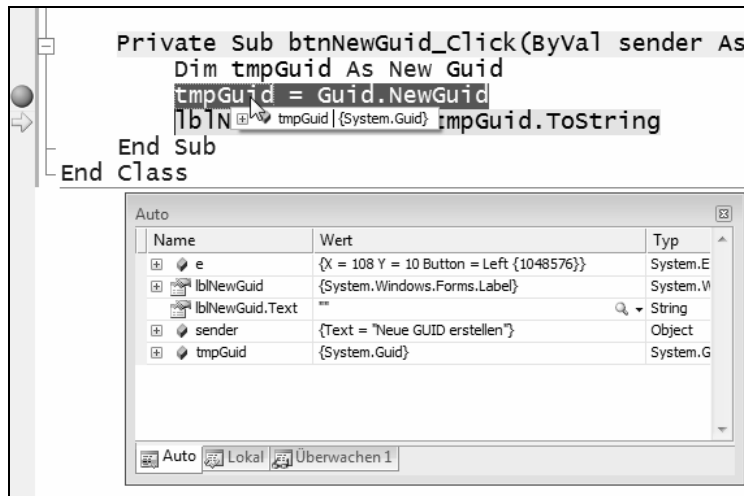 Private Sub btnNewGuid_Click(ByVal sender As
Dim tmpGuid As New Guid
tmpGuid = Guid.NewGuid
lblN tmpGuid.ToString
tmpGuid {System.Guid}
End Sub
End Class
Auto
Name Wert Typ
e {X = 108 Y = 10 Button = Left {1048576}} System.E
lblNewGuid {System.Windows.Forms.Label} System.W
lblNewGuid.Text "" String
sender {Text = "Neue GUID erstellen"} Object
tmpGuid {System.Guid} System.G
Auto Lokal Überwachen 1